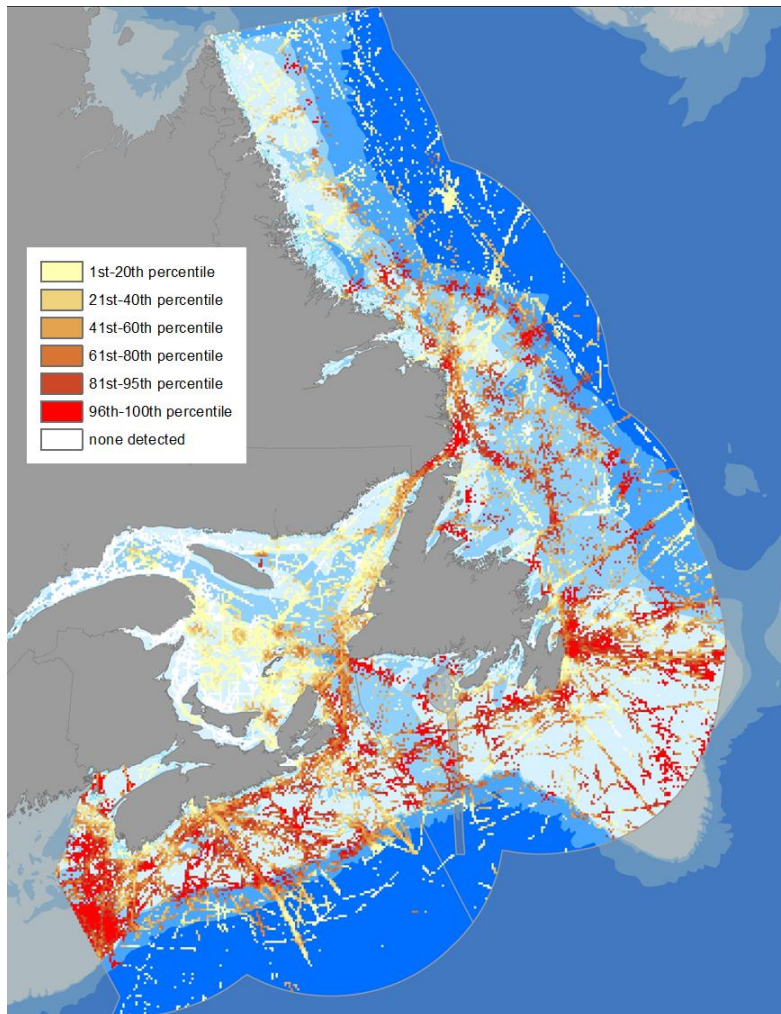 1st-20th percentile
21st-40th percentile
41st-60th percentile
61st-80th percentile
81st-95th percentile
96th-100th percentile
none detected